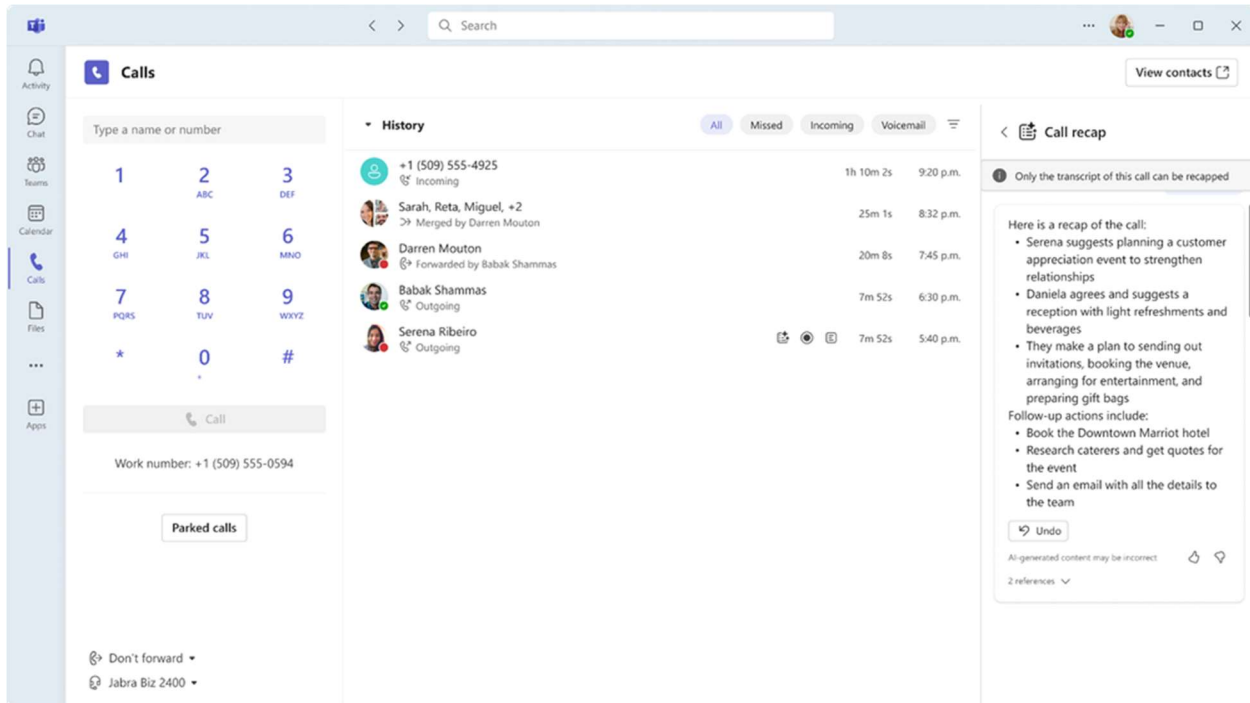 Search
Activity
Chat
Teams
Calendar
Calls
Files
Apps
Calls
View contacts
Type a name or number
1 2 3
ABC DEF
4 5 6
GHI JKL MNO
7 8 9
PQRS TUV WXYZ
* 0 #
+
Call
Work number: +1 (509) 555-0594
Parked calls
Don't forward
Jabra Biz 2400
History
All Missed Incoming Voicemail
+1 (509) 555-4925
Incoming
1h 10m 2s 9:20 p.m.
Sarah, Reta, Miguel, +2
Merged by Darren Mouton
25m 1s 8:32 p.m.
Darren Mouton
Forwarded by Babak Shammas
20m 8s 7:45 p.m.
Babak Shammas
Outgoing
7m 52s 6:30 p.m.
Serena Ribeiro
Outgoing
7m 52s 5:40 p.m.
Call recap
Only the transcript of this call can be recapped
Here is a recap of the call:
• Serena suggests planning a customer
appreciation event to strengthen
relationships
• Daniela agrees and suggests a
reception with light refreshments and
beverages
• They make a plan to sending out
invitations, booking the venue,
arranging for entertainment, and
preparing gift bags
Follow-up actions include:
• Book the Downtown Marriot hotel
• Research caterers and get quotes for
the event
• Send an email with all the details to
the team
Undo
AI-generated content may be incorrect
2 references